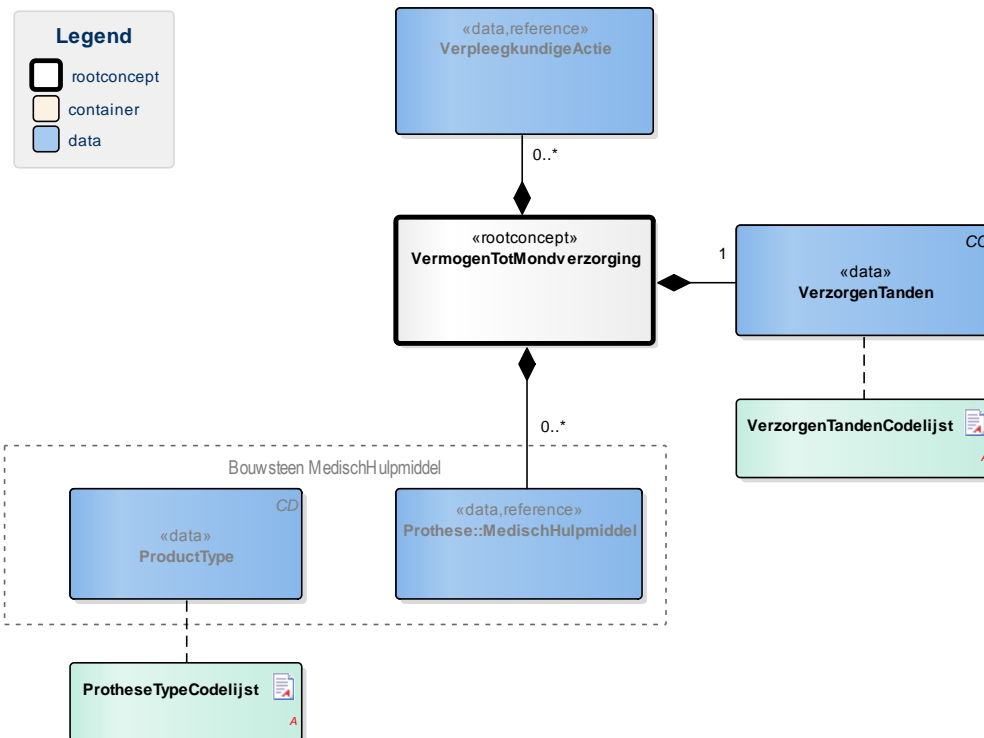 Legend
rootconcept
container
data
«data,reference»
VerpleegkundigeActie
0..*
«rootconcept»
VermogenTotMondverzorging
1
«data»
VerzorgenTanden
VerzorgenTandenCodelijst
0..*
Bouwsteen MedischHulpmiddel
CD
«data»
ProductType
«data,reference»
Prothese::MedischHulpmiddel
ProtheseTypeCodelijst
A